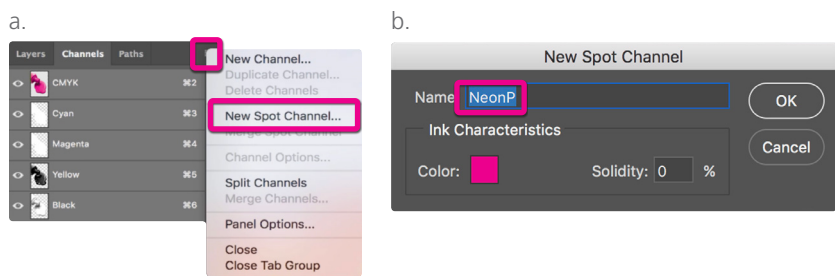 a.
Layers Channels Paths
CMYK ⌘2
Cyan ⌘3
Magenta ⌘4
Yellow ⌘5
Black ⌘6
New Channel...
Duplicate Channel...
Delete Channels
New Spot Channel...
Merge Spot Channel
Channel Options...
Split Channels
Merge Channels...
Panel Options...
Close
Close Tab Group
b.
New Spot Channel
Name: NeonP
OK
Ink Characteristics
Cancel
Color: Solidity: 0 %